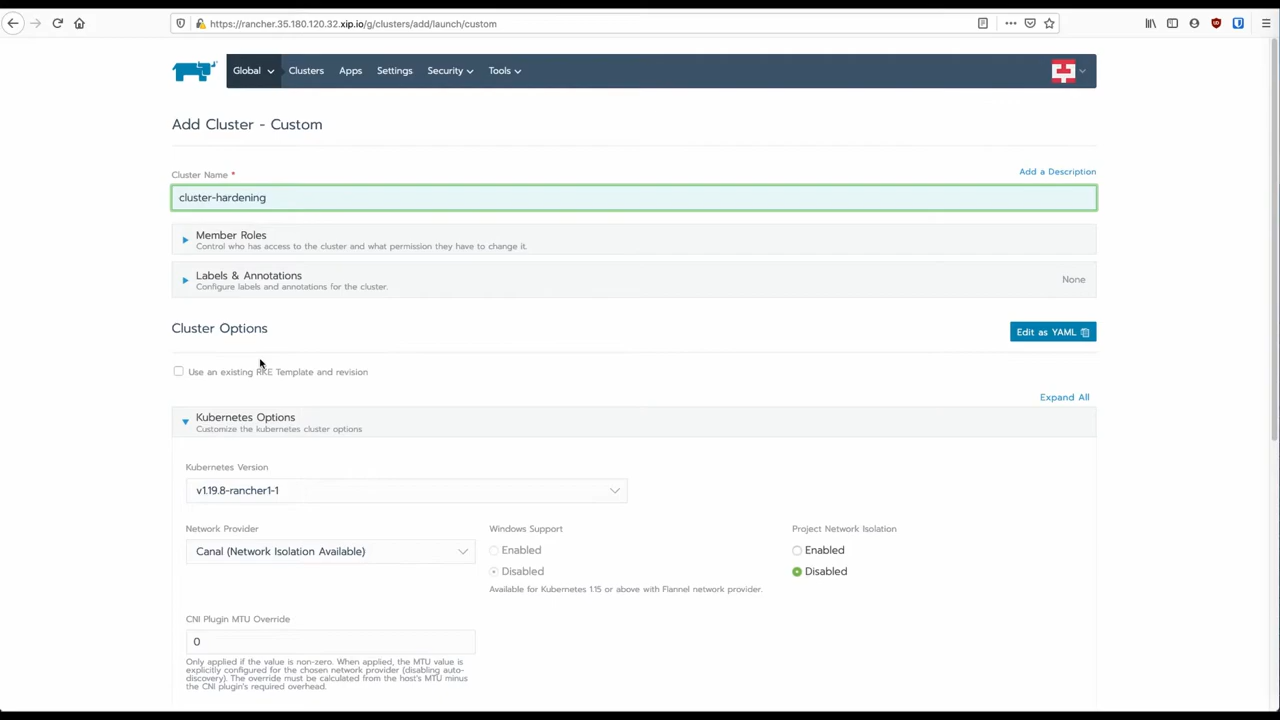 https://rancher.35.180.120.32.xip.io/g/clusters/add/launch/custom
Global Clusters Apps Settings Security Tools
Add Cluster - Custom
Cluster Name *
Add a Description
cluster-hardening
Member Roles
Control who has access to the cluster and what permission they have to change it.
Labels & Annotations
Configure labels and annotations for the cluster.
None
Cluster Options
Edit as YAML
Use an existing RKE Template and revision
Expand All
Kubernetes Options
Customize the kubernetes cluster options
Kubernetes Version
v1.19.8-rancher1-1
Network Provider
Canal (Network Isolation Available)
Windows Support
Enabled
Disabled
Available for Kubernetes 1.15 or above with Flannel network provider.
Project Network Isolation
Enabled
Disabled
CNI Plugin MTU Override
0
Only applied if the value is non-zero. When applied, the MTU value is
explicitly configured for the chosen network provider (disabling auto-
discovery). The override must be calculated from the host's MTU minus
the CNI plugin's required overhead.